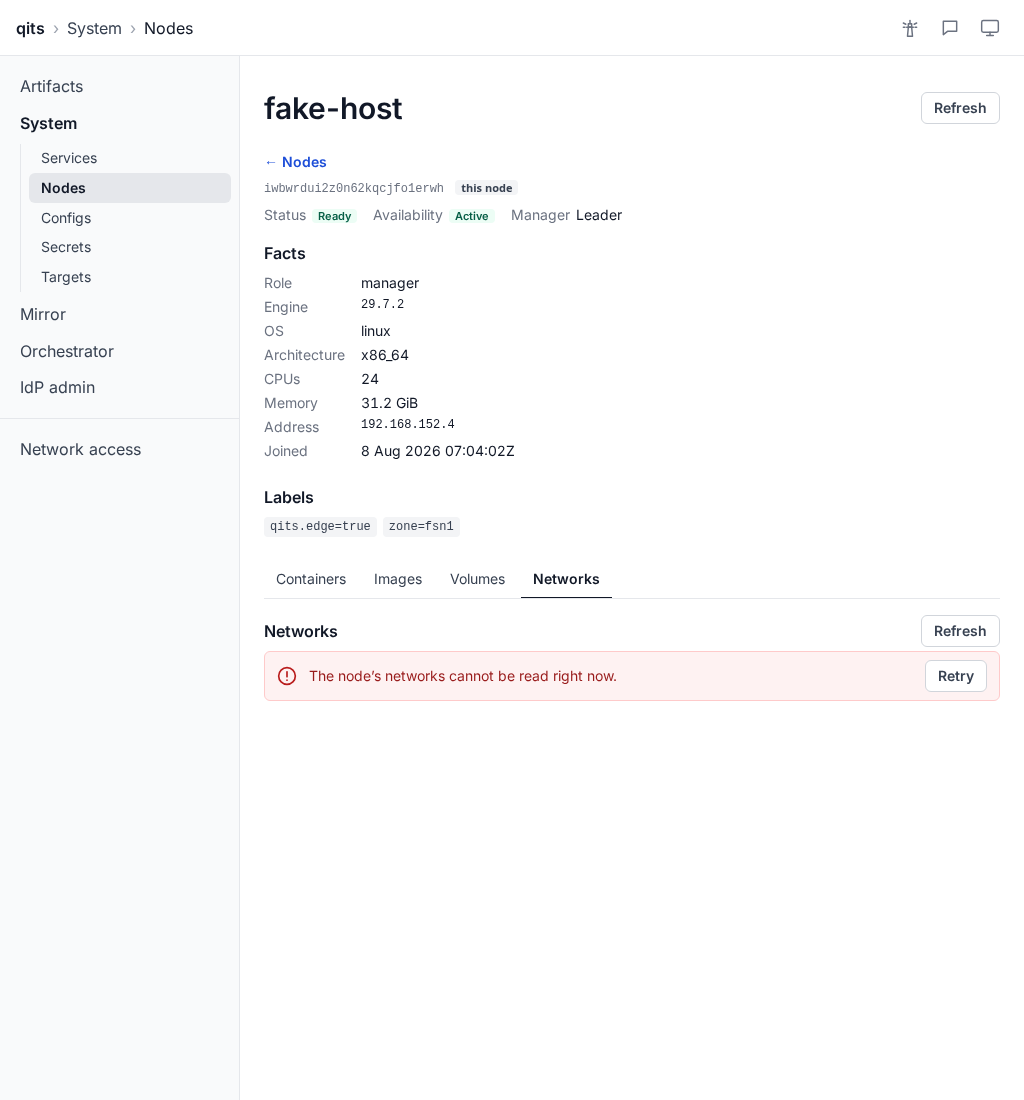 qits › System › Nodes
Artifacts
System
Services
Nodes
Configs
Secrets
Targets
Mirror
Orchestrator
IdP admin
Network access
fake-host
Refresh
← Nodes
iwbwrdui2z0n62kqcjfo1erwh this node
Status Ready Availability Active Manager Leader
Facts
Role manager
Engine 29.7.2
OS linux
Architecture x86_64
CPUs 24
Memory 31.2 GiB
Address 192.168.152.4
Joined 8 Aug 2026 07:04:02Z
Labels
qits.edge=true zone=fsn1
Containers Images Volumes Networks
Networks Refresh
The node’s networks cannot be read right now. Retry